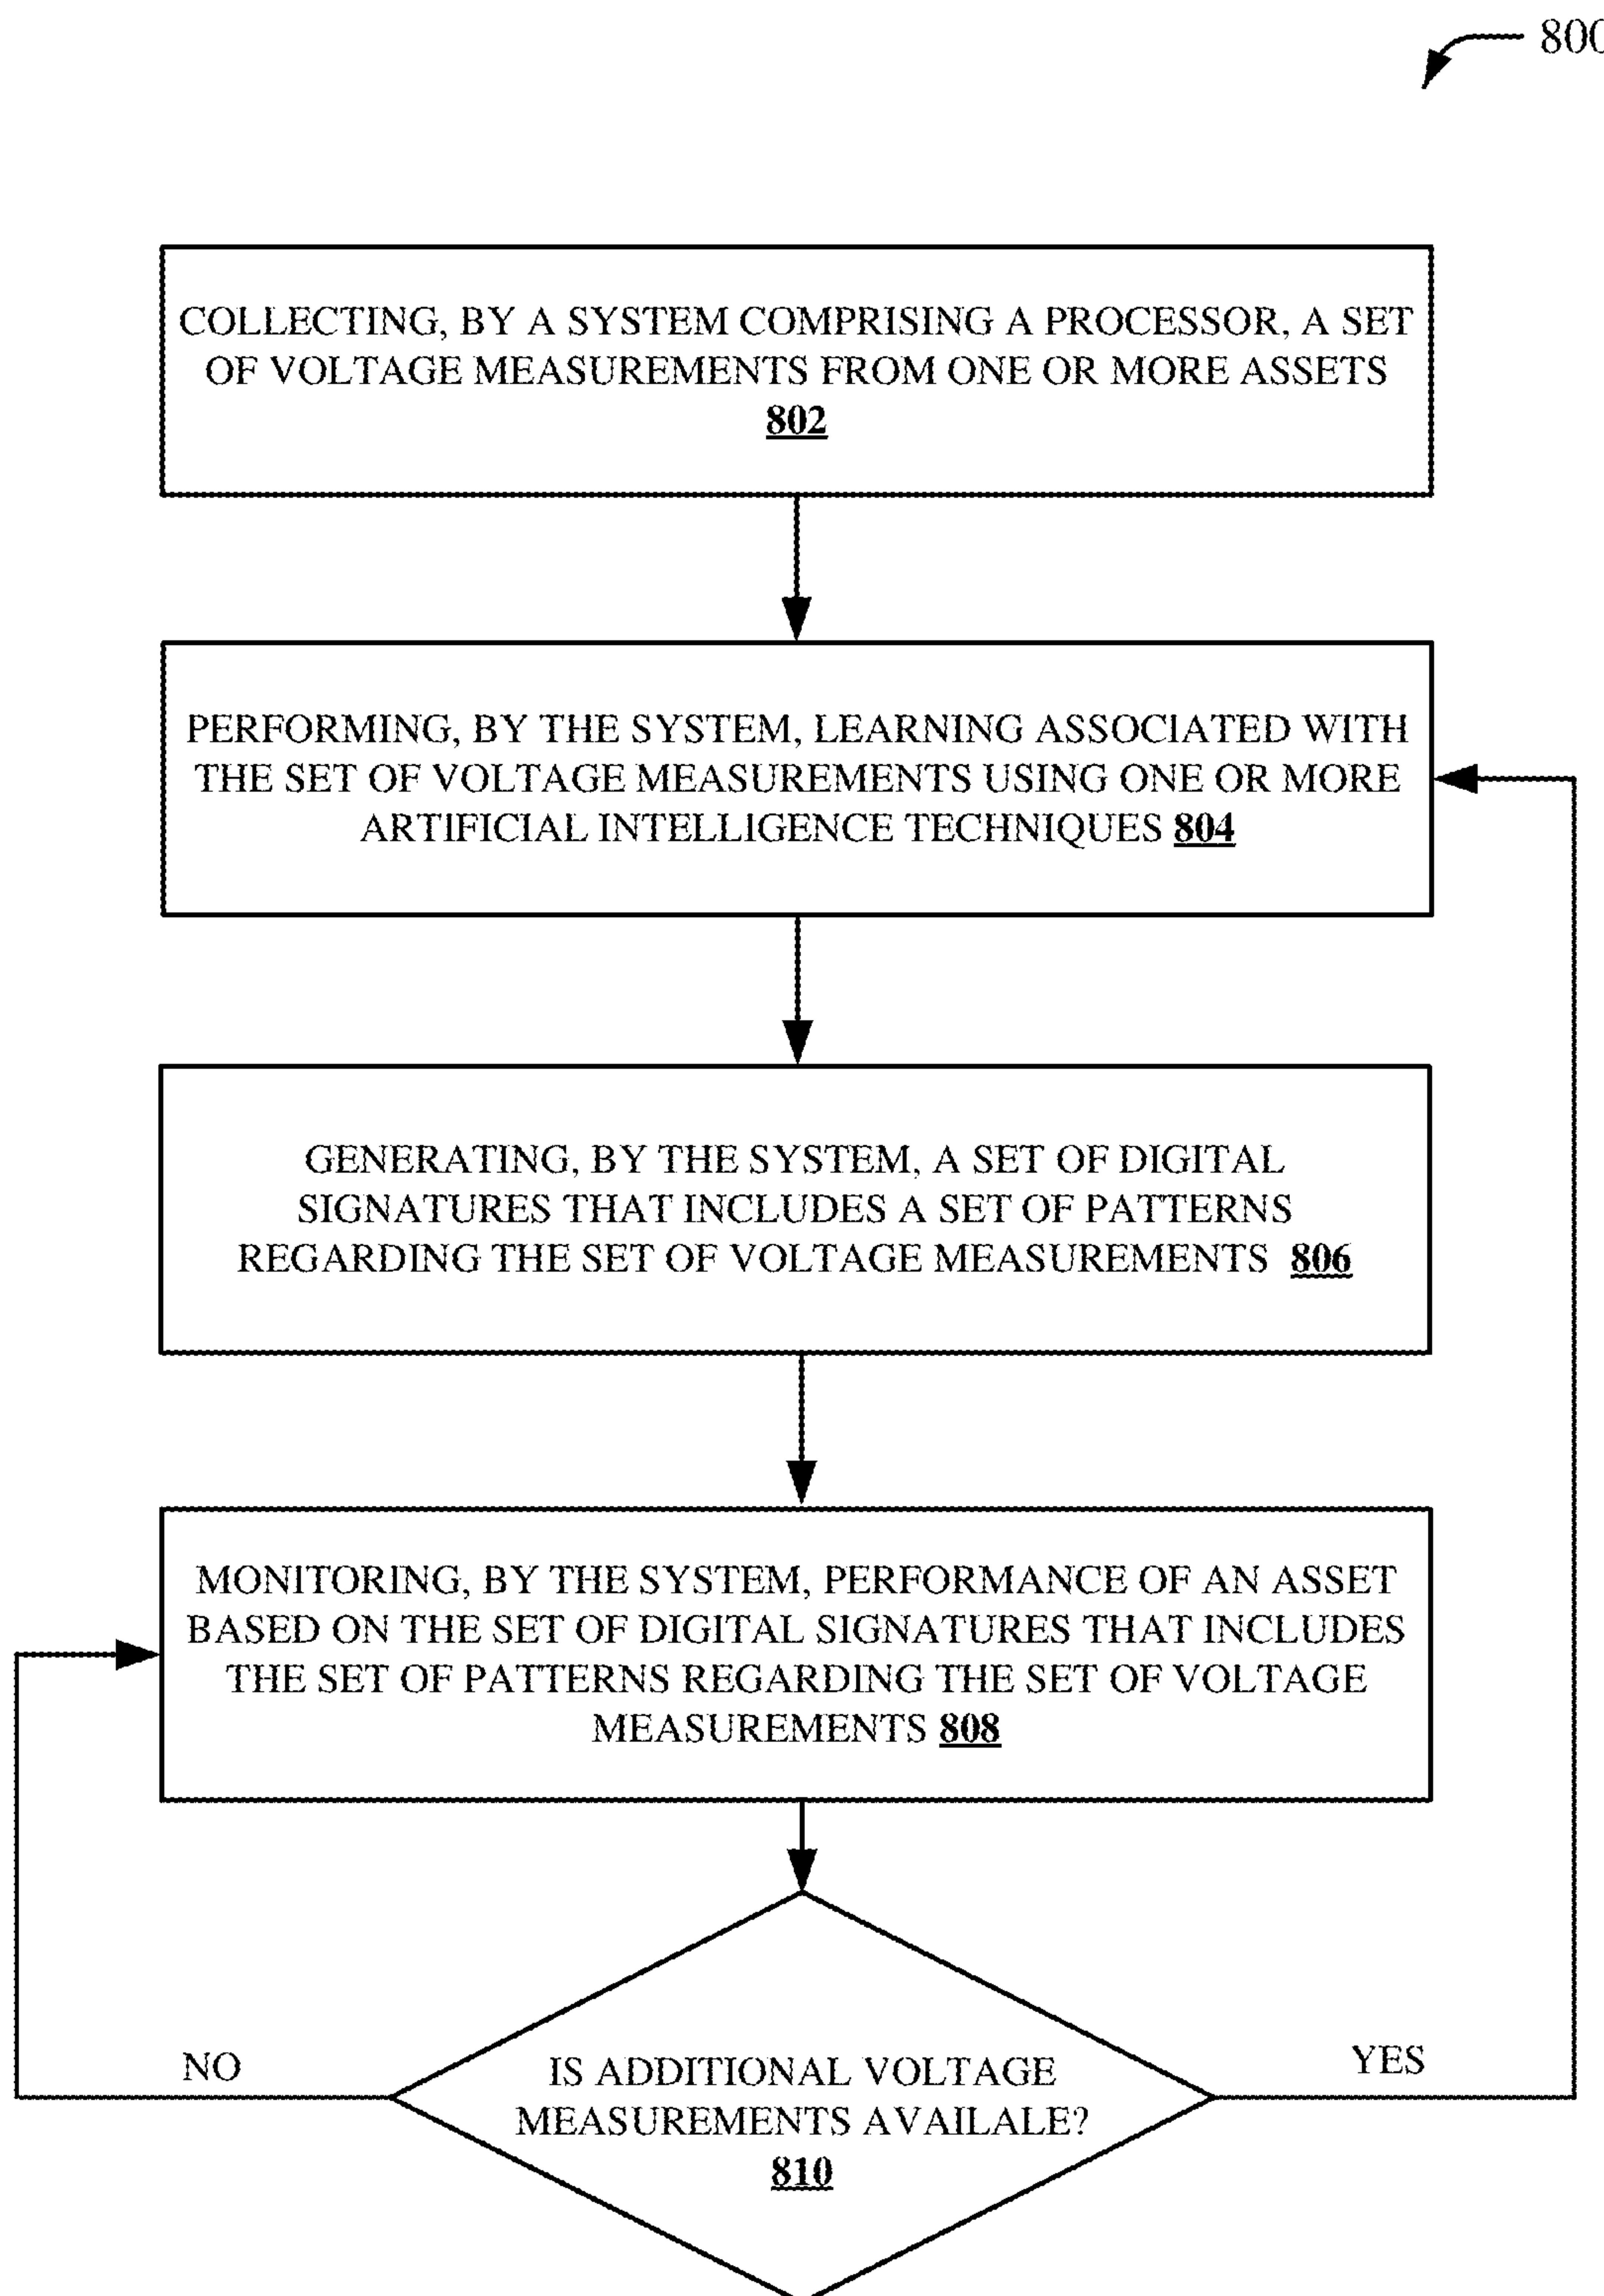 800
COLLECTING, BY A SYSTEM COMPRISING A PROCESSOR, A SET
OF VOLTAGE MEASUREMENTS FROM ONE OR MORE ASSETS
802
PERFORMING, BY THE SYSTEM, LEARNING ASSOCIATED WITH
THE SET OF VOLTAGE MEASUREMENTS USING ONE OR MORE
ARTIFICIAL INTELLIGENCE TECHNIQUES 804
GENERATING, BY THE SYSTEM, A SET OF DIGITAL
SIGNATURES THAT INCLUDES A SET OF PATTERNS
REGARDING THE SET OF VOLTAGE MEASUREMENTS 806
MONITORING, BY THE SYSTEM, PERFORMANCE OF AN ASSET
BASED ON THE SET OF DIGITAL SIGNATURES THAT INCLUDES
THE SET OF PATTERNS REGARDING THE SET OF VOLTAGE
MEASUREMENTS 808
NO
YES
IS ADDITIONAL VOLTAGE
MEASUREMENTS AVAILALE?
810